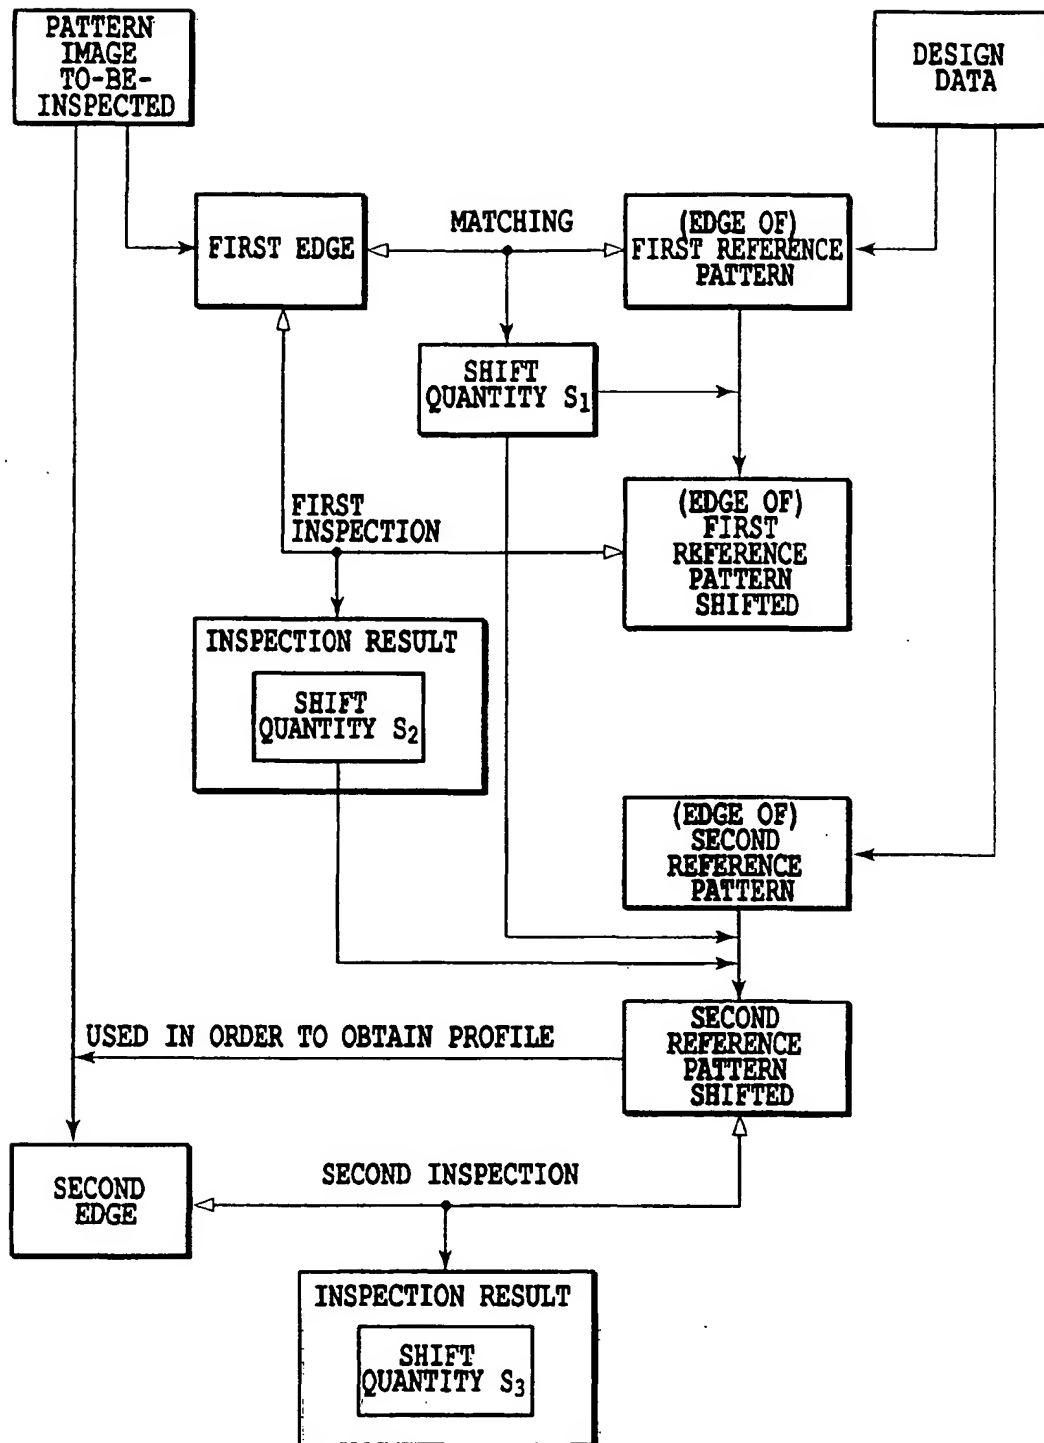 PATTERN
IMAGE
TO-BE-
INSPECTED
DESIGN
DATA
FIRST EDGE
MATCHING
(EDGE OF)
FIRST REFERENCE
PATTERN
SHIFT
QUANTITY S1
FIRST
INSPECTION
(EDGE OF)
FIRST
REFERENCE
PATTERN
SHIFTED
INSPECTION RESULT
SHIFT
QUANTITY S2
(EDGE OF)
SECOND
REFERENCE
PATTERN
USED IN ORDER TO OBTAIN PROFILE
SECOND
REFERENCE
PATTERN
SHIFTED
SECOND
EDGE
SECOND INSPECTION
INSPECTION RESULT
SHIFT
QUANTITY S3